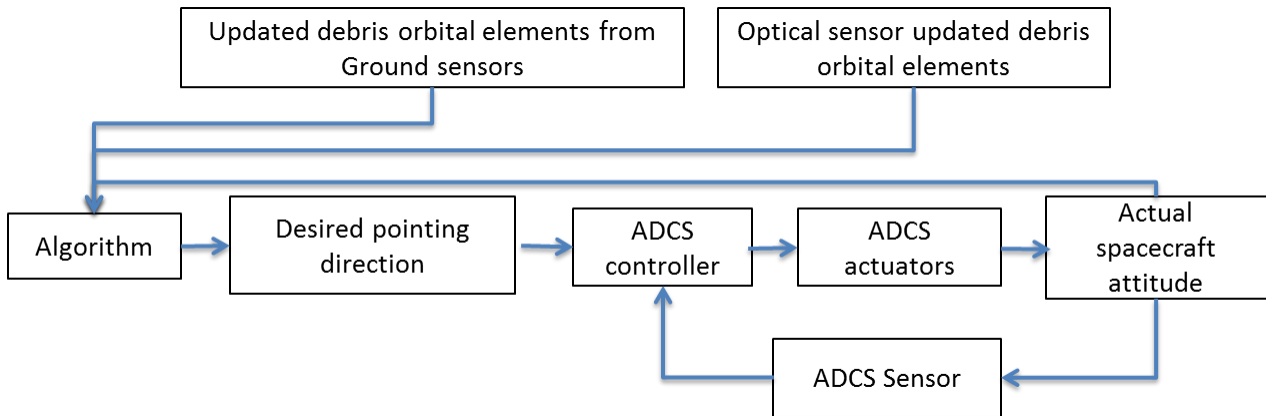 Updated debris orbital elements from
Ground sensors
Optical sensor updated debris
orbital elements
Algorithm
Desired pointing
direction
ADCS
controller
ADCS
actuators
Actual
spacecraft
attitude
ADCS Sensor